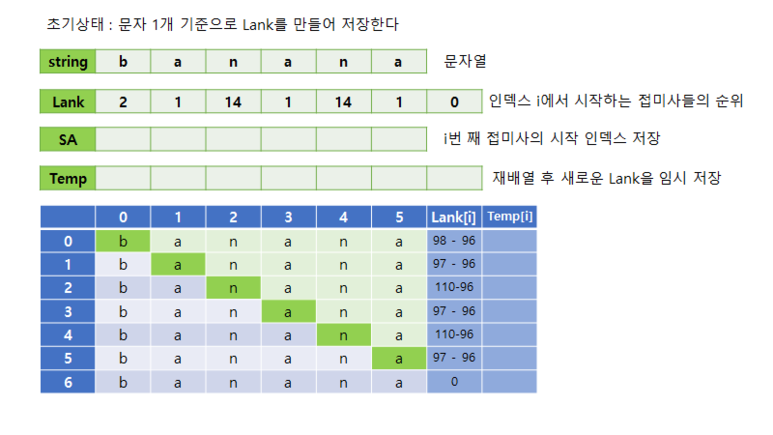 초기상태 : 문자 1개 기준으로 Lank를 만들어 저장한다
string b a n a n a 문자열
Lank 2 1 14 1 14 1 0 인덱스 i에서 시작하는 접미사들의 순위
SA i번 째 접미사의 시작 인덱스 저장
Temp 재배열 후 새로운 Lank을 임시 저장
0 1 2 3 4 5 Lank[i] Temp[i]
0 b a n a n a 98 - 96
1 b a n a n a 97 - 96
2 b a n a n a 110-96
3 b a n a n a 97 - 96
4 b a n a n a 110-96
5 b a n a n a 97 - 96
6 b a n a n a 0